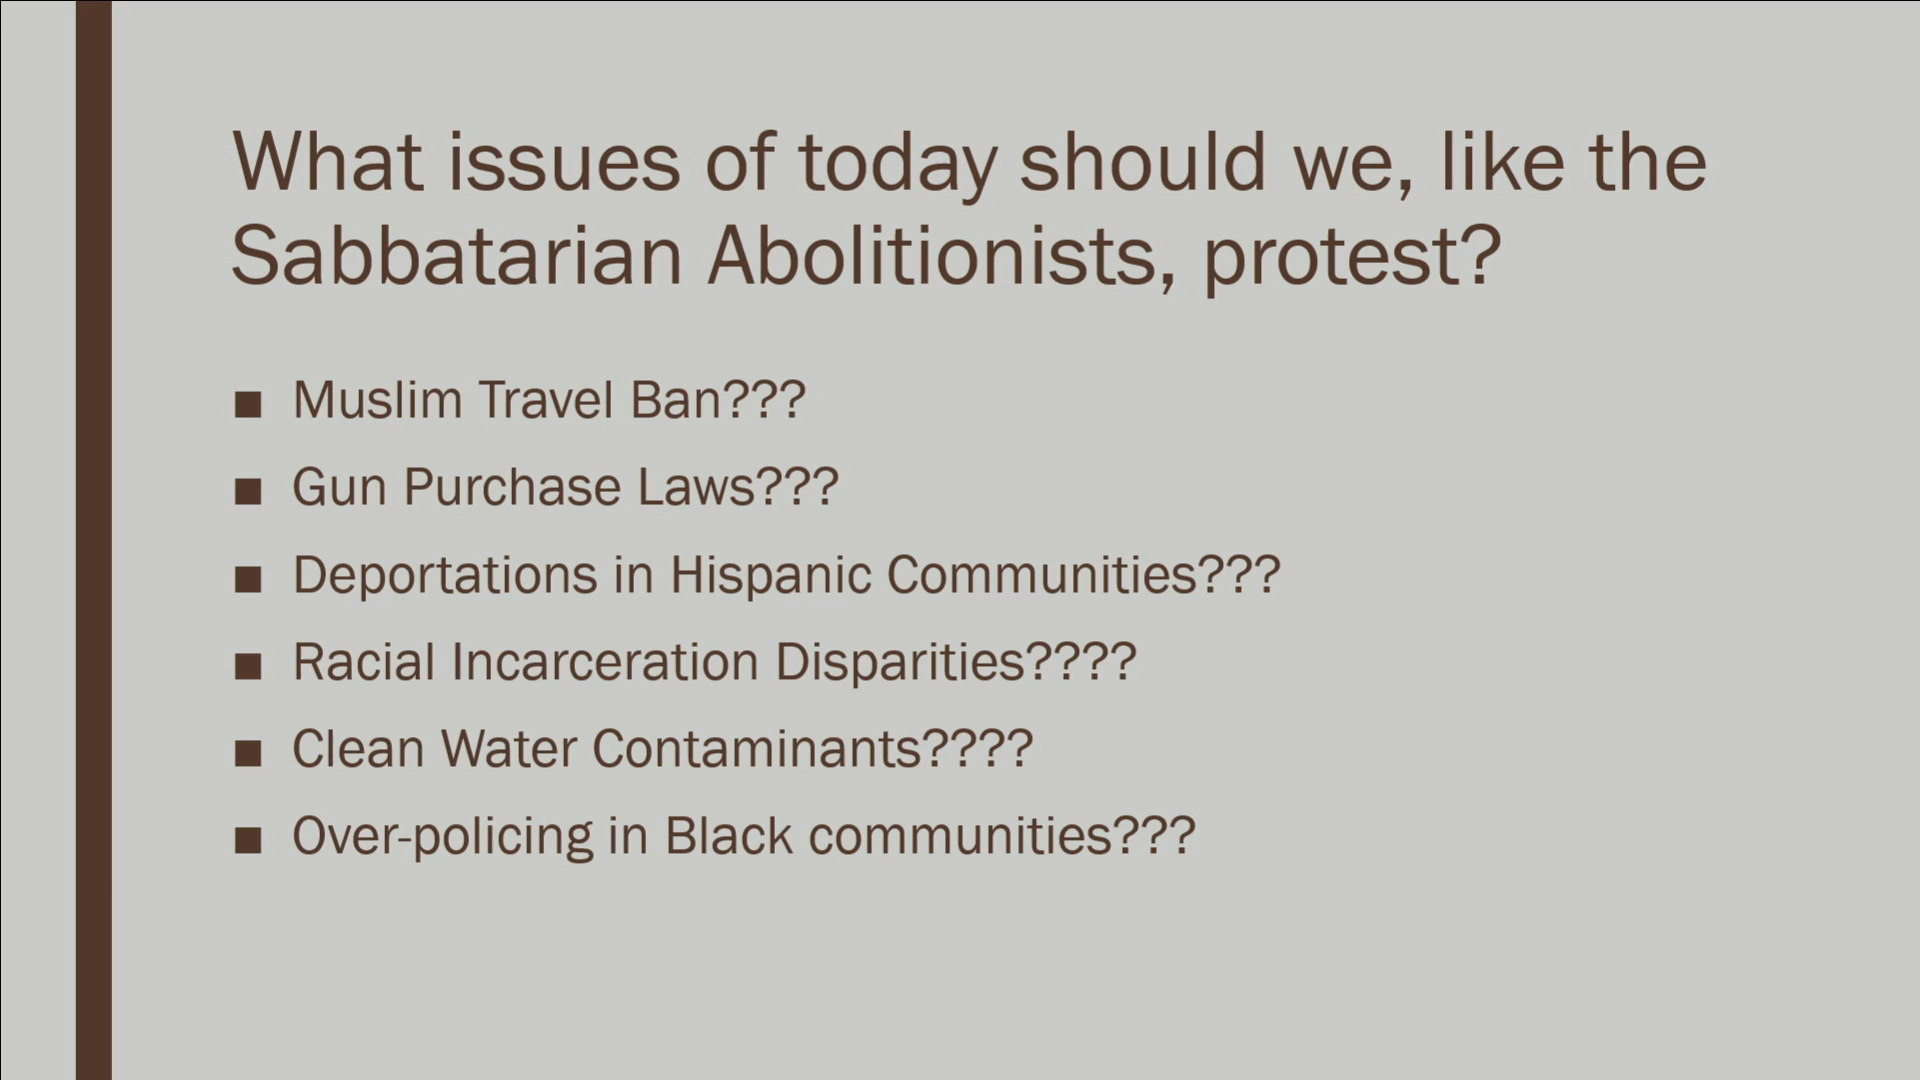 What issues of today should we, like the
Sabbatarian Abolitionists, protest?
■ Muslim Travel Ban???
■ Gun Purchase Laws???
■ Deportations in Hispanic Communities???
■ Racial Incarceration Disparities????
■ Clean Water Contaminants????
■ Over-policing in Black communities???